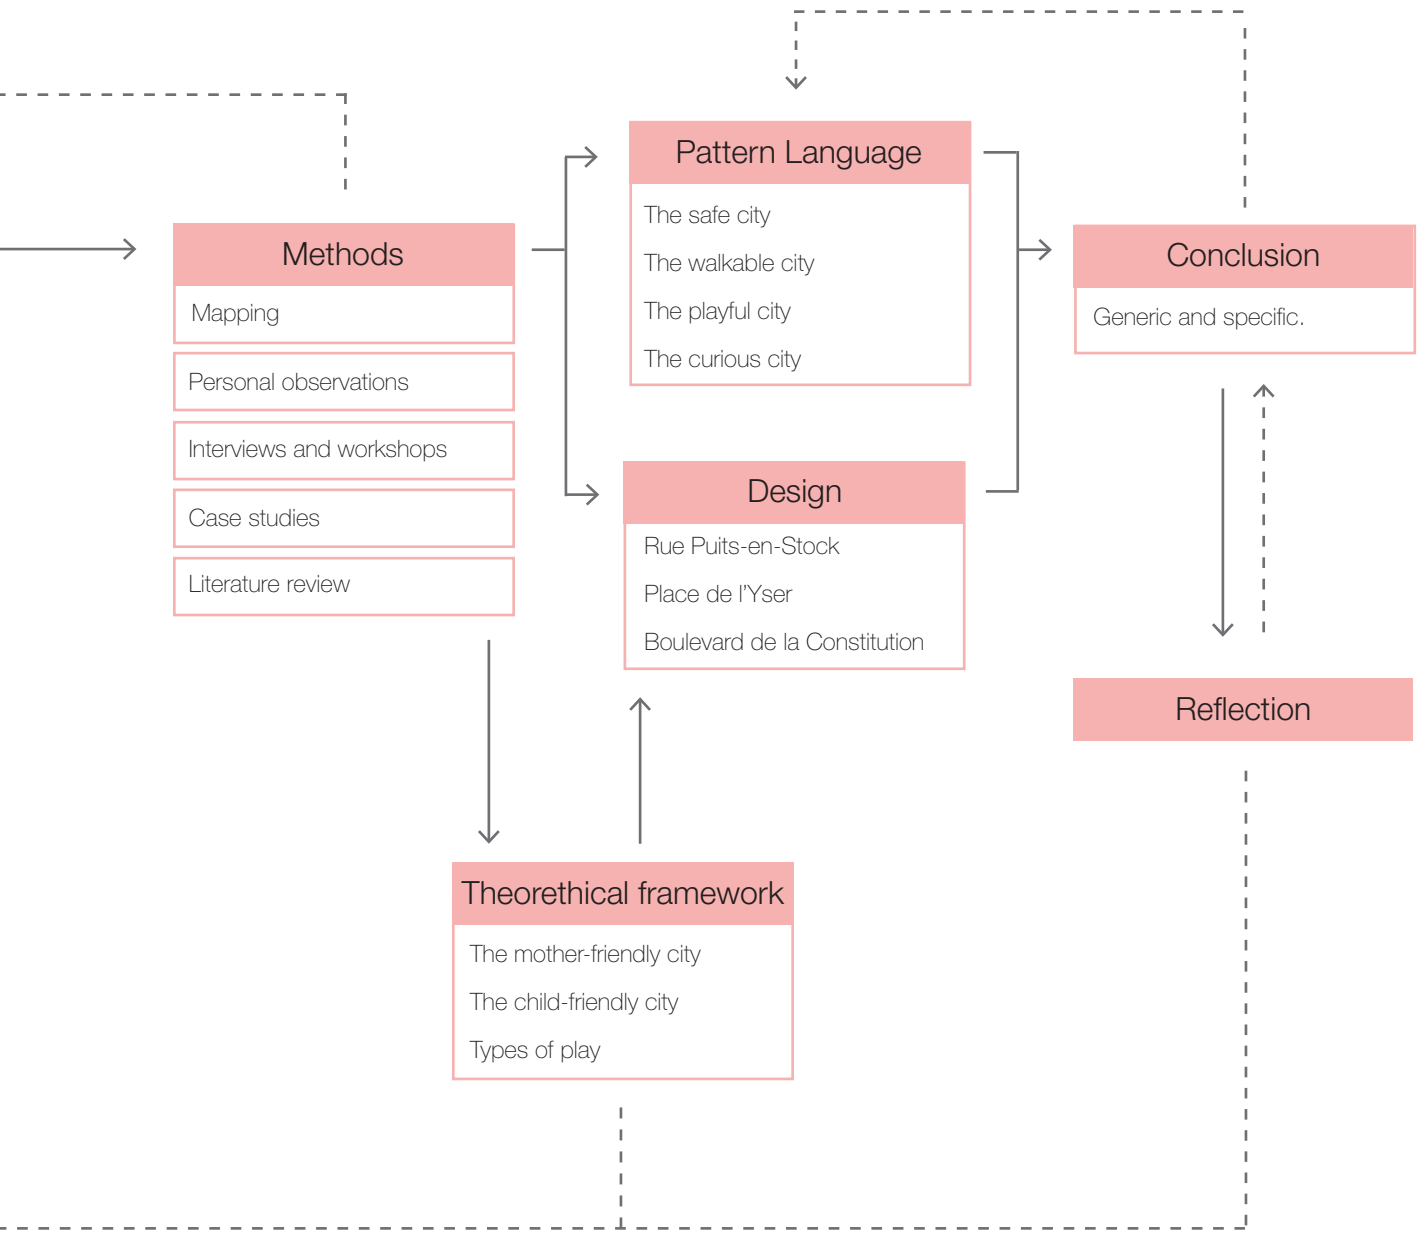 Methods
Mapping
Personal observations
Interviews and workshops
Case studies
Literature review
Pattern Language
The safe city
The walkable city
The playful city
The curious city
Design
Rue Puits-en-Stock
Place de l'Yser
Boulevard de la Constitution
Theorethical framework
The mother-friendly city
The child-friendly city
Types of play
Conclusion
Generic and specific.
Reflection